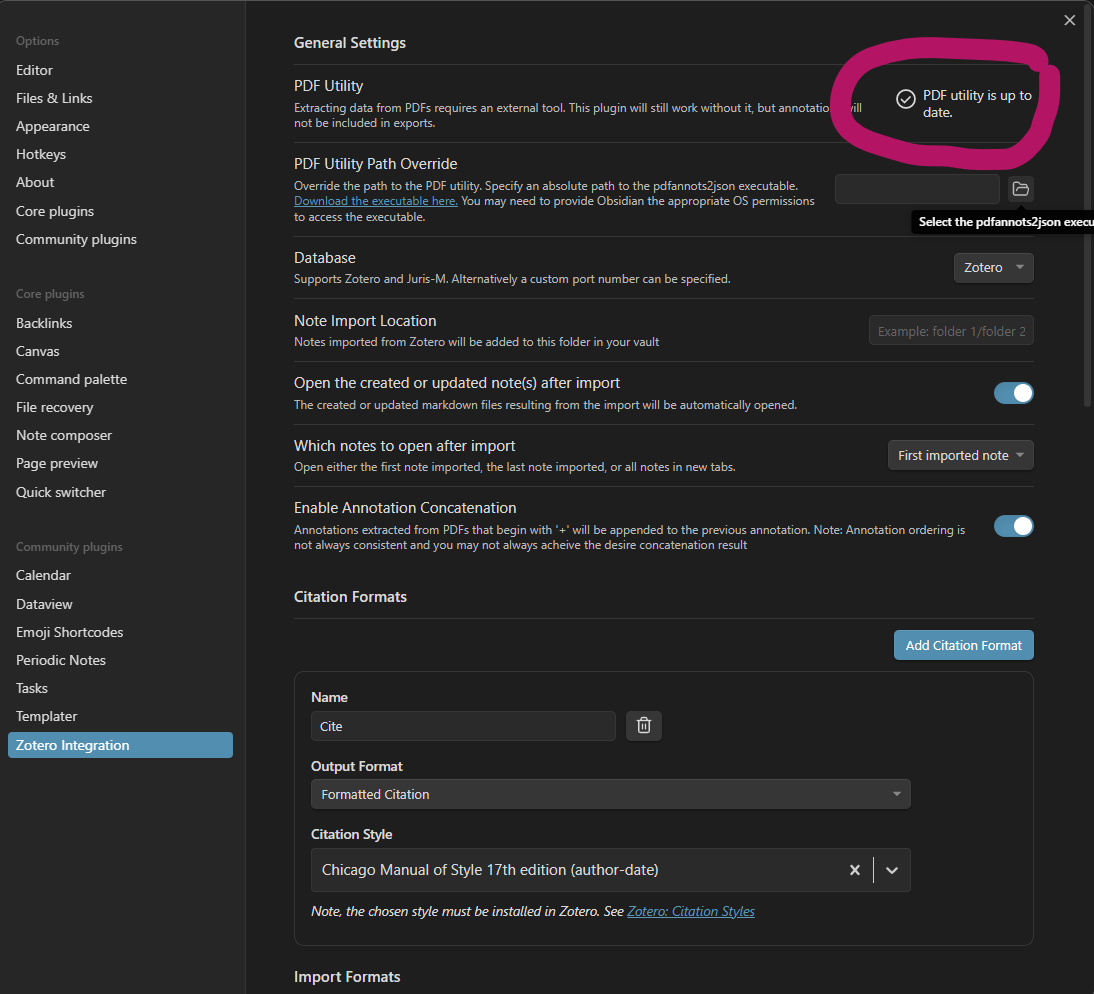 Options
Editor
Files & Links
Appearance
Hotkeys
About
Core plugins
Community plugins
Core plugins
Backlinks
Canvas
Command palette
File recovery
Note composer
Page preview
Quick switcher
Community plugins
Calendar
Dataview
Emoji Shortcodes
Periodic Notes
Tasks
Templater
Zotero Integration
General Settings
PDF Utility
Extracting data from PDFs requires an external tool. This plugin will still work without it, but annotation will
not be included in exports.
PDF utility is up to
date.
PDF Utility Path Override
Override the path to the PDF utility. Specify an absolute path to the pdfannots2json executable.
Download the executable here. You may need to provide Obsidian the appropriate OS permissions
to access the executable.
Select the pdfannots2json execu
Database
Supports Zotero and Juris-M. Alternatively a custom port number can be specified.
Zotero
Note Import Location
Notes imported from Zotero will be added to this folder in your vault
Example: folder 1/folder 2
Open the created or updated note(s) after import
The created or updated markdown files resulting from the import will be automatically opened.
Which notes to open after import
Open either the first note imported, the last note imported, or all notes in new tabs.
First imported note
Enable Annotation Concatenation
Annotations extracted from PDFs that begin with '+' will be appended to the previous annotation. Note: Annotation ordering is
not always consistent and you may not always acheive the desire concatenation result
Citation Formats
Add Citation Format
Name
Cite
Output Format
Formatted Citation
Citation Style
Chicago Manual of Style 17th edition (author-date)
Note, the chosen style must be installed in Zotero. See Zotero: Citation Styles
Import Formats